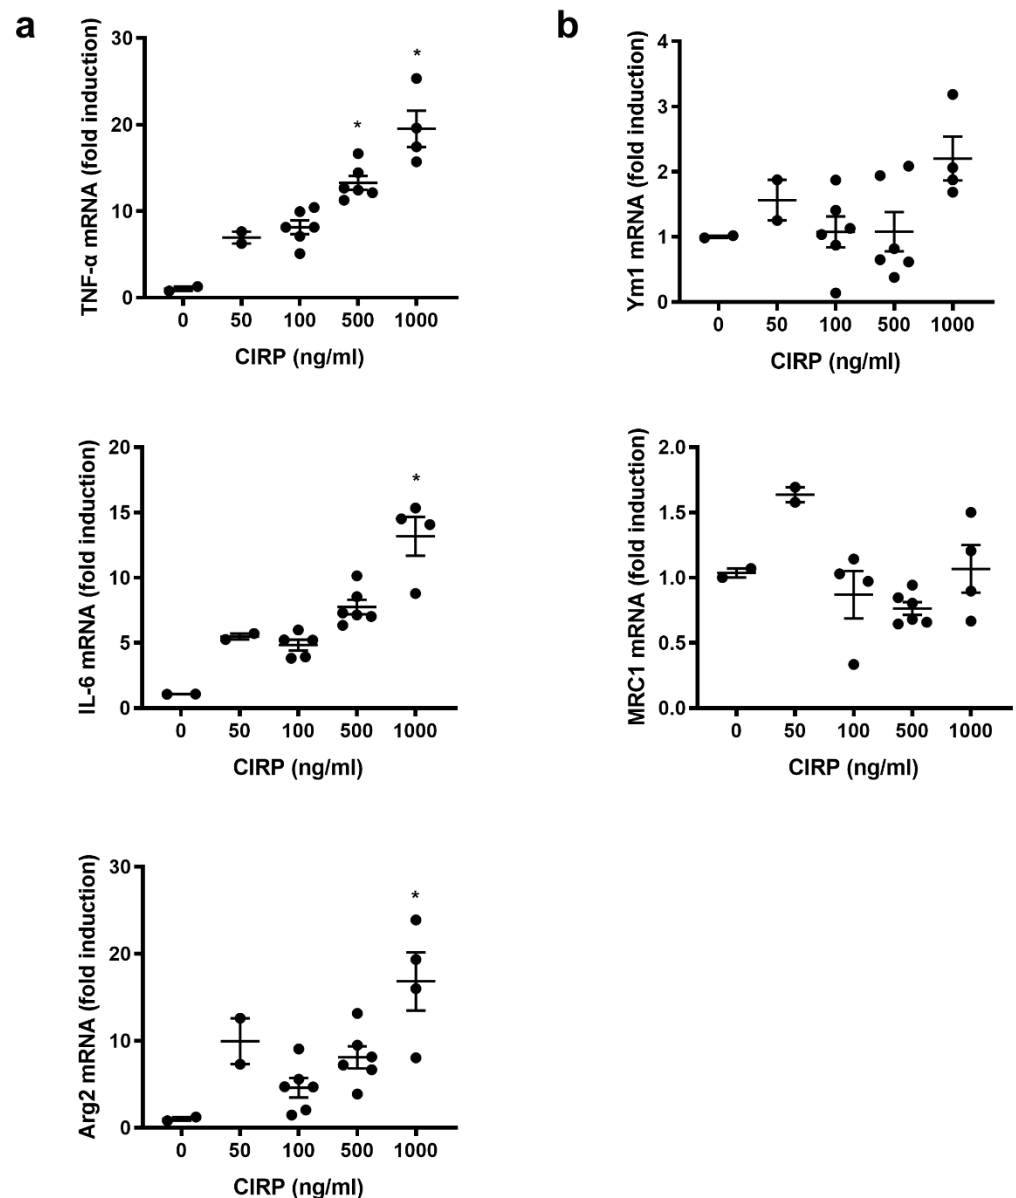 a
TNF-α mRNA (fold induction)
30
20
10
0
*
*
0 50 100 500 1000
CIRP (ng/ml)
b
Ym1 mRNA (fold induction)
4
3
2
1
0
0 50 100 500 1000
CIRP (ng/ml)
IL-6 mRNA (fold induction)
20
15
10
5
0
*
0 50 100 500 1000
CIRP (ng/ml)
MRC1 mRNA (fold induction)
2.0
1.5
1.0
0.5
0.0
0 50 100 500 1000
CIRP (ng/ml)
Arg2 mRNA (fold induction)
30
20
10
0
*
0 50 100 500 1000
CIRP (ng/ml)